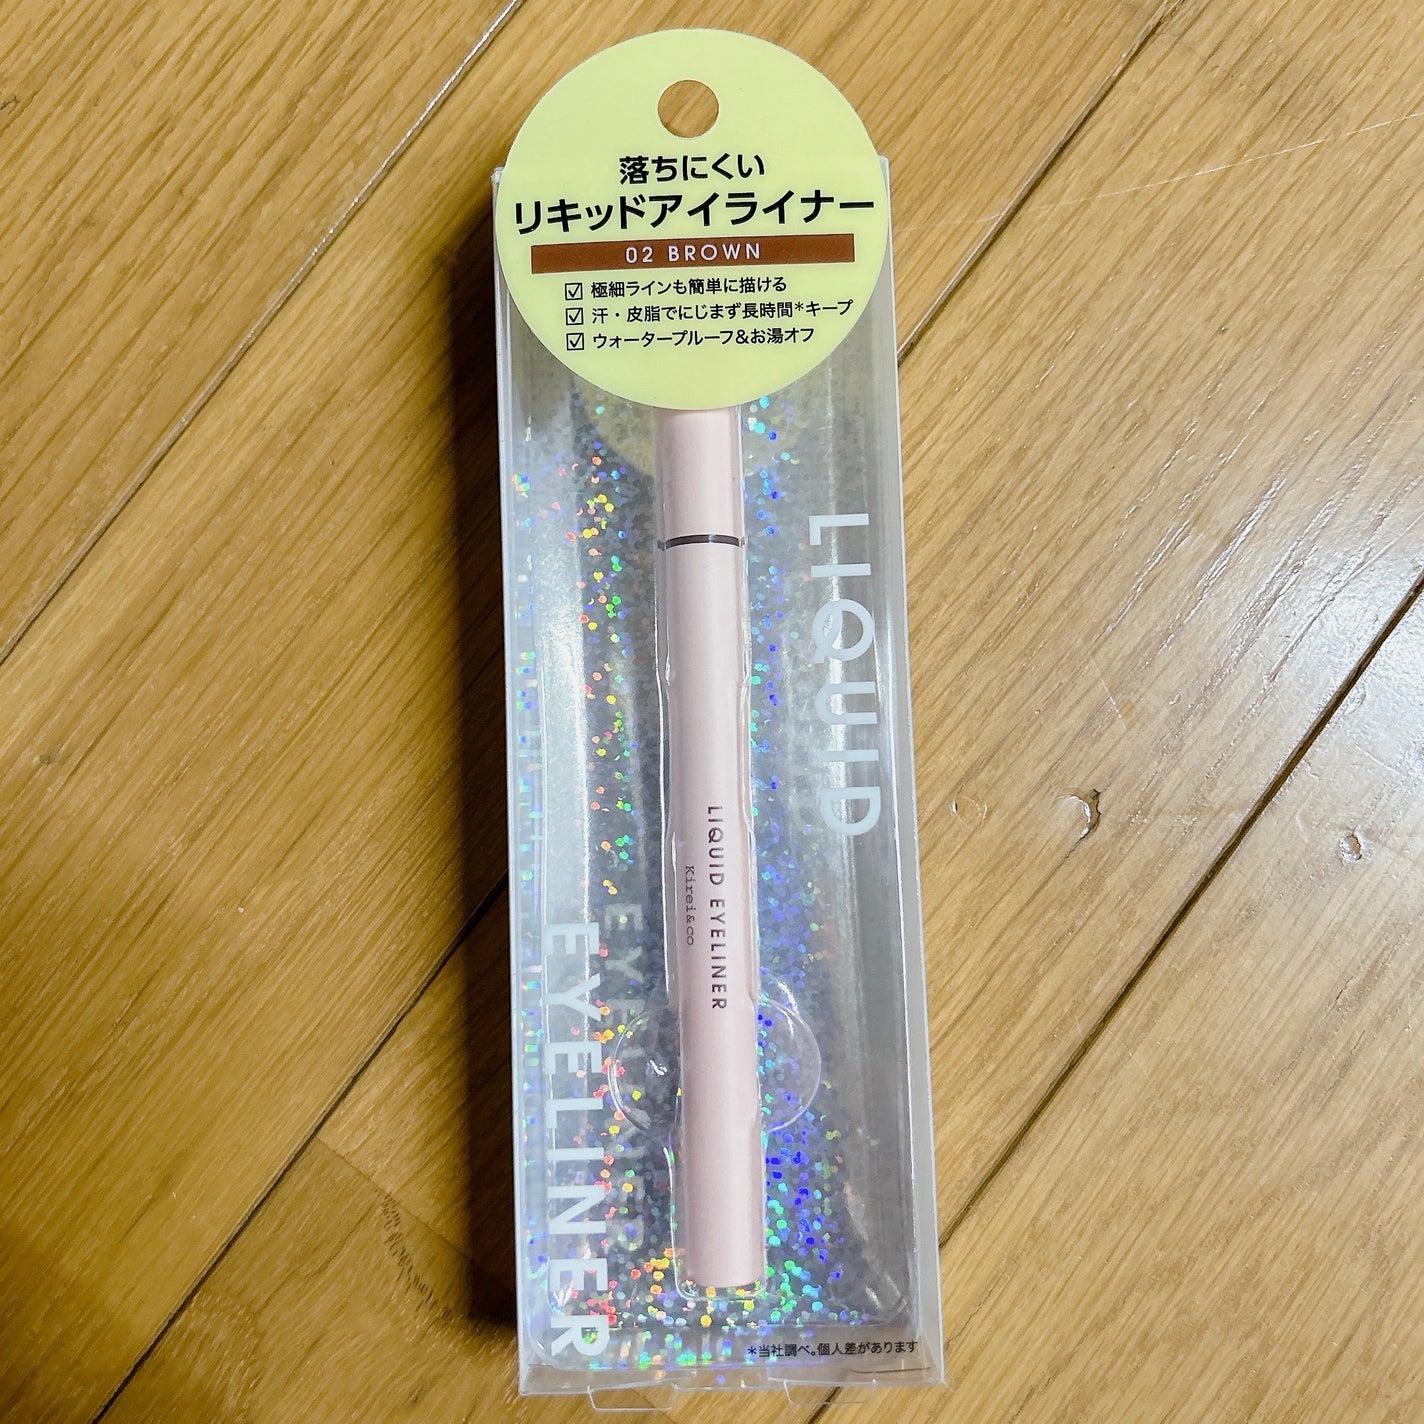 落ちにくい
リキッドアイライナー
02 BROWN
☑ 極細ラインも簡単に描ける
☑ 汗・皮脂でにじまず長時間*キープ
☑ ウォータープルーフ&お湯オフ
LIQUID
EYELINER
LIQUID EYELINER
Kirei&co.
*当社調べ。個人差があります